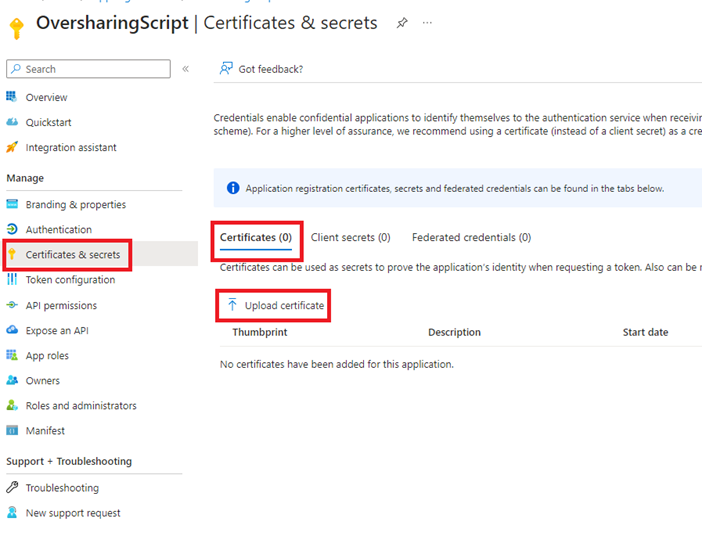 OversharingScript | Certificates & secrets
Search
Got feedback?
Overview
Quickstart
Integration assistant
Manage
Branding & properties
Authentication
Certificates & secrets
Token configuration
API permissions
Expose an API
App roles
Owners
Roles and administrators
Manifest
Support + Troubleshooting
Troubleshooting
New support request
Credentials enable confidential applications to identify themselves to the authentication service when receivin
scheme). For a higher level of assurance, we recommend using a certificate (instead of a client secret) as a cre
Application registration certificates, secrets and federated credentials can be found in the tabs below.
Certificates (0) Client secrets (0) Federated credentials (0)
Certificates can be used as secrets to prove the application's identity when requesting a token. Also can be r
Upload certificate
Thumbprint Description Start date
No certificates have been added for this application.